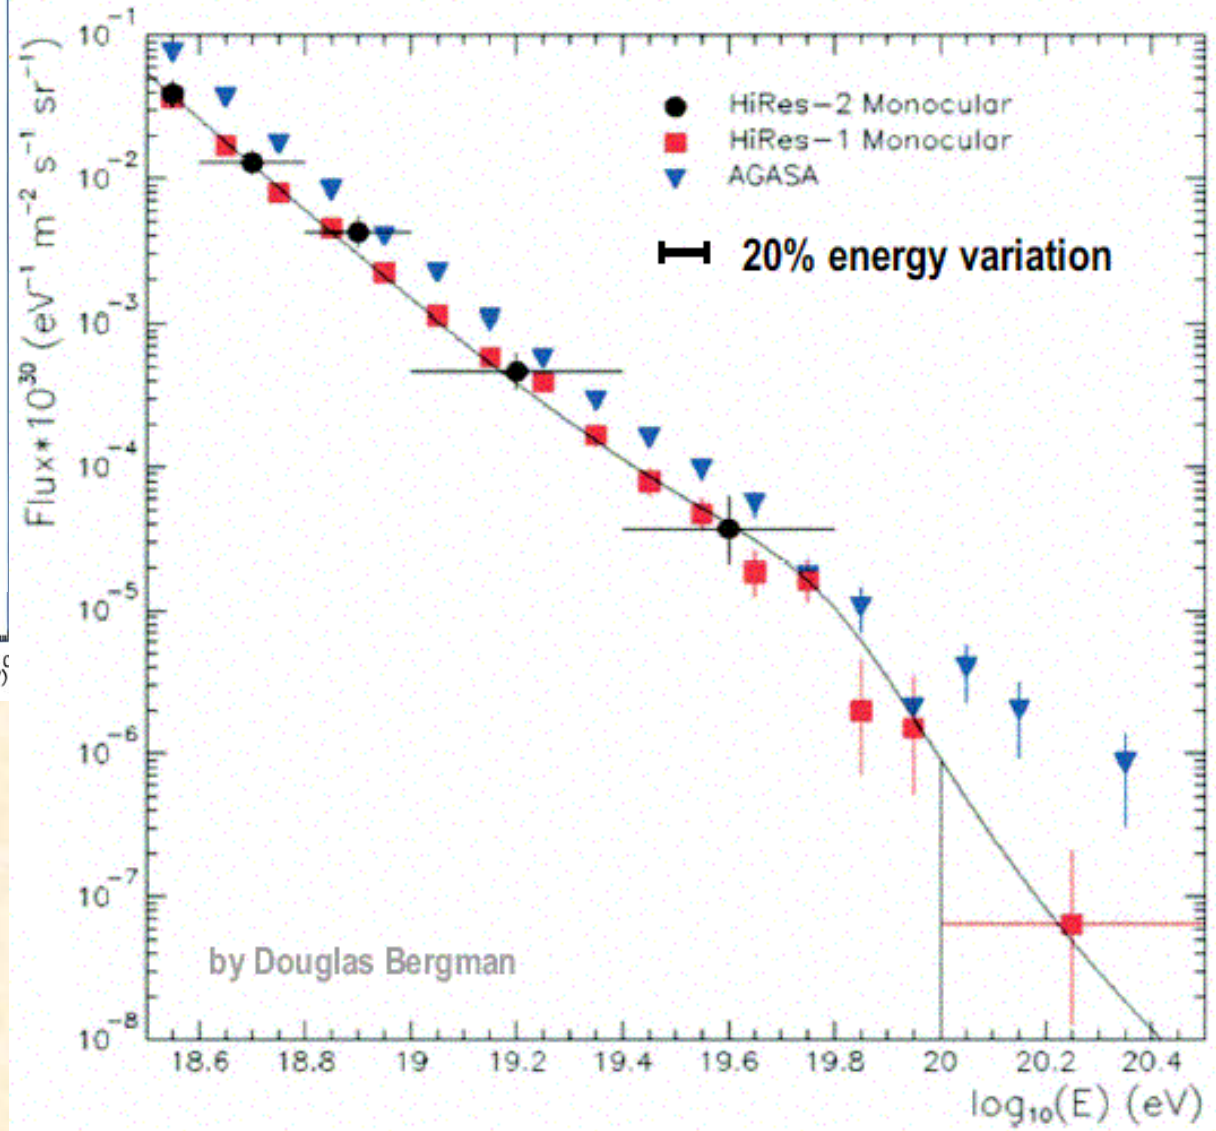 10⁻¹
10⁻²
10⁻³
10⁻⁴
10⁻⁵
10⁻⁶
10⁻⁷
10⁻⁸
Flux*10³⁰ (eV⁻¹ m⁻² s⁻¹ sr⁻¹)
HiRes-2 Monocular
HiRes-1 Monocular
AGASA
20% energy variation
by Douglas Bergman
18.6 18.8 19 19.2 19.4 19.6 19.8 20 20.2 20.4
log₁₀(E) (eV)